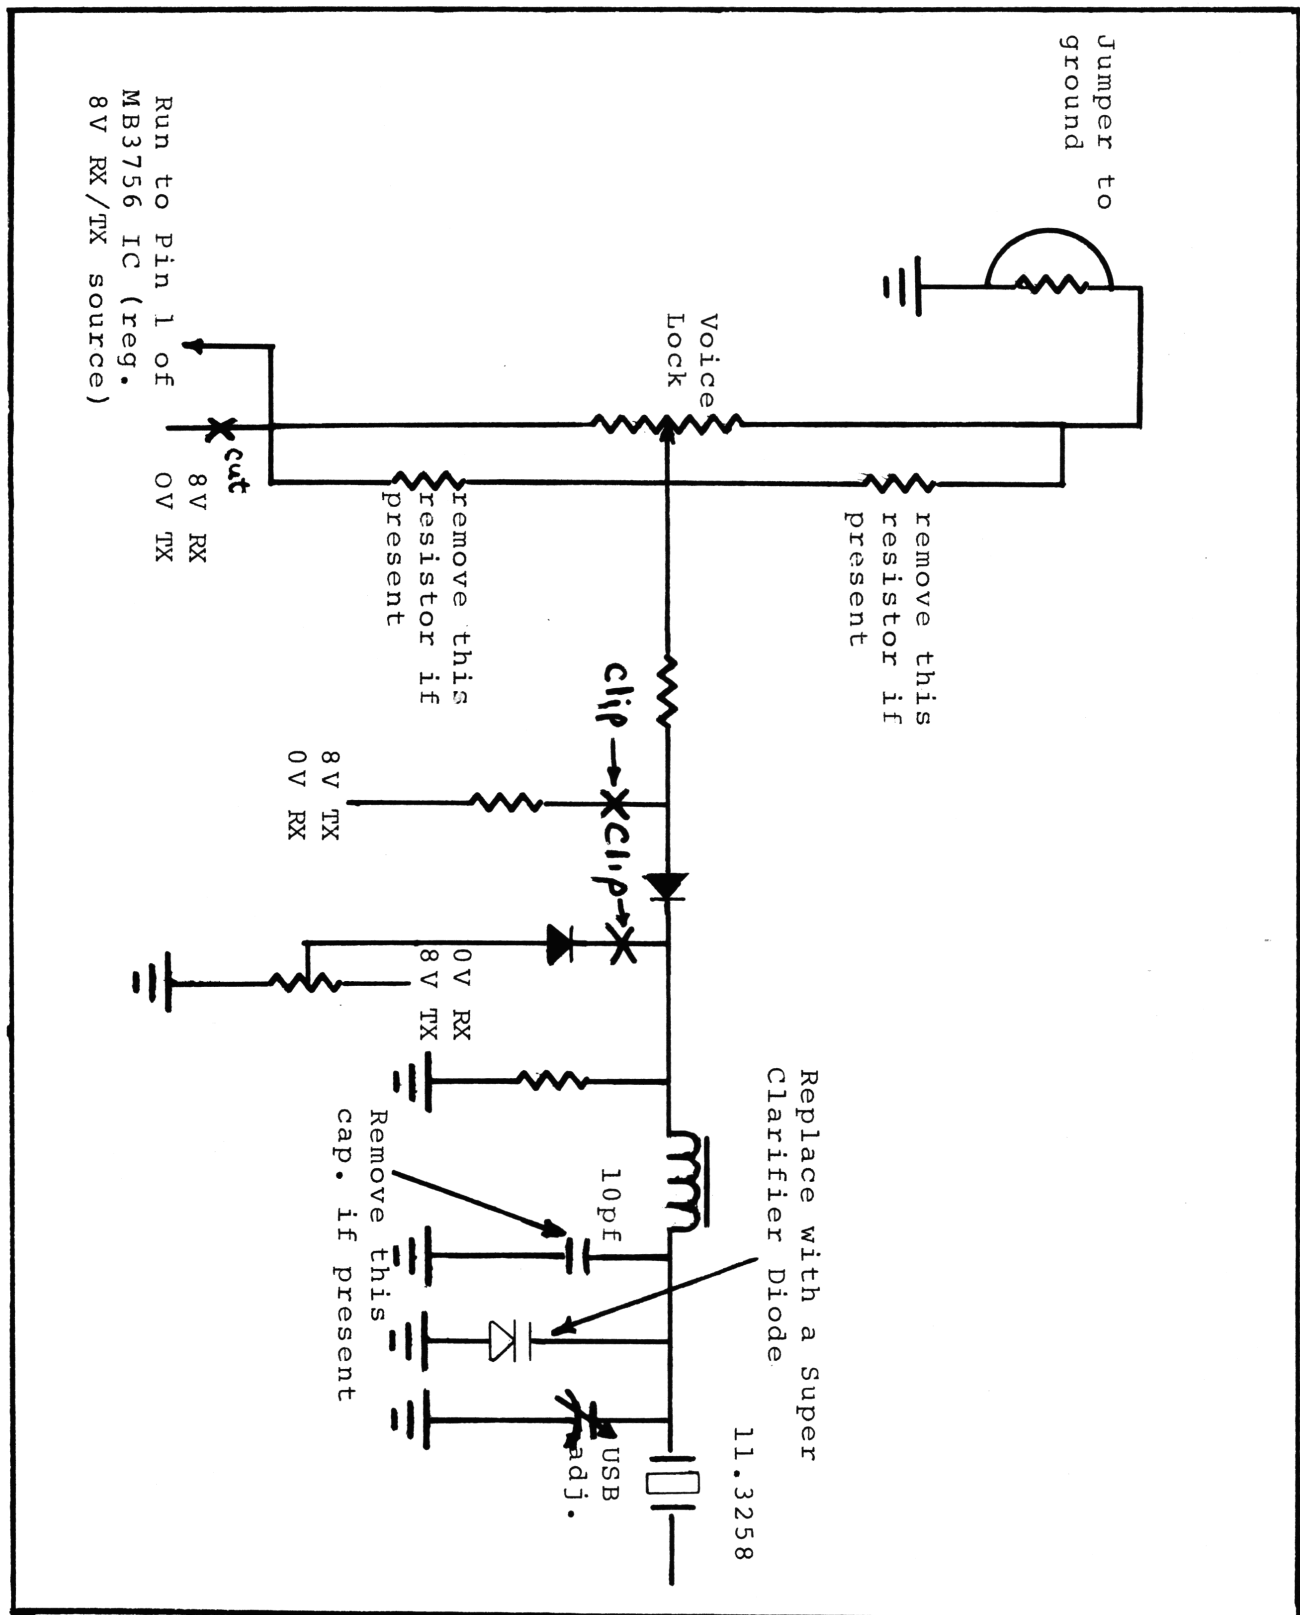 Jumper to
ground
Voice
Lock
Run to Pin 1 of
MB3756 IC (reg.
8V RX/TX source)
cut
8V RX
0V TX
remove this
resistor if
present
remove this
resistor if
present
clip
8V TX
0V RX
Clip
0V RX
8V TX
Replace with a Super
Clarifier Diode
10pf
Remove this
cap. if present
11.3258
USB
adj.